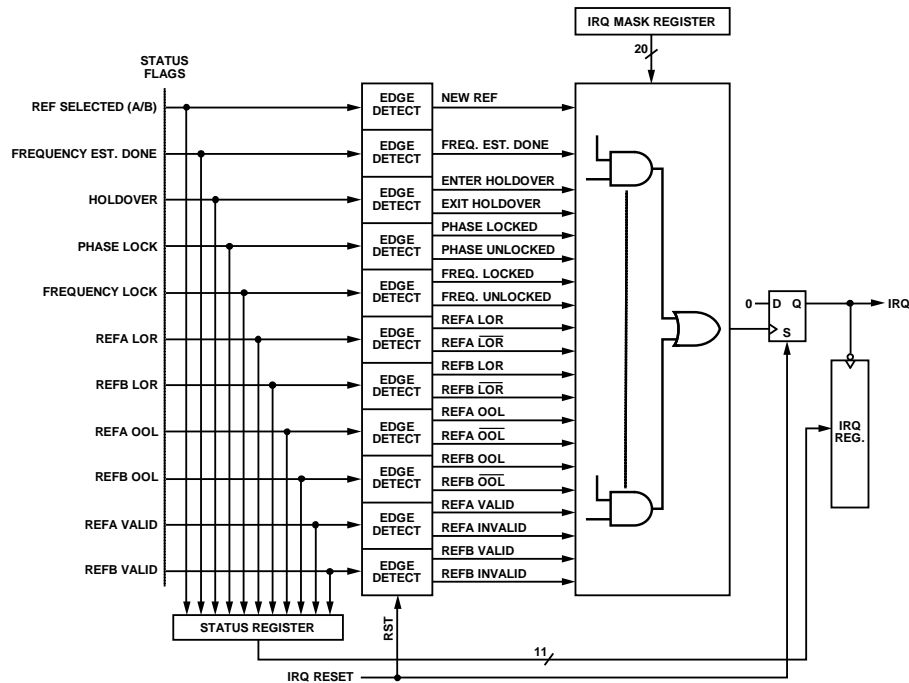 IRQ MASK REGISTER
20
STATUS
FLAGS
REF SELECTED (A/B)
EDGE
DETECT
NEW REF
FREQUENCY EST. DONE
EDGE
DETECT
FREQ. EST. DONE
HOLDOVER
EDGE
DETECT
ENTER HOLDOVER
EXIT HOLDOVER
PHASE LOCK
EDGE
DETECT
PHASE LOCKED
PHASE UNLOCKED
FREQUENCY LOCK
EDGE
DETECT
FREQ. LOCKED
FREQ. UNLOCKED
REFA LOR
EDGE
DETECT
REFA LOR
REFA L̅O̅R̅
REFB LOR
EDGE
DETECT
REFB LOR
REFB L̅O̅R̅
REFA OOL
EDGE
DETECT
REFA OOL
REFA O̅O̅L̅
REFB OOL
EDGE
DETECT
REFB OOL
REFB O̅O̅L̅
REFA VALID
EDGE
DETECT
REFA VALID
REFA INVALID
REFB VALID
EDGE
DETECT
REFB VALID
REFB INVALID
0
D Q
S
IRQ
IRQ
REG.
STATUS REGISTER
RST
11
IRQ RESET